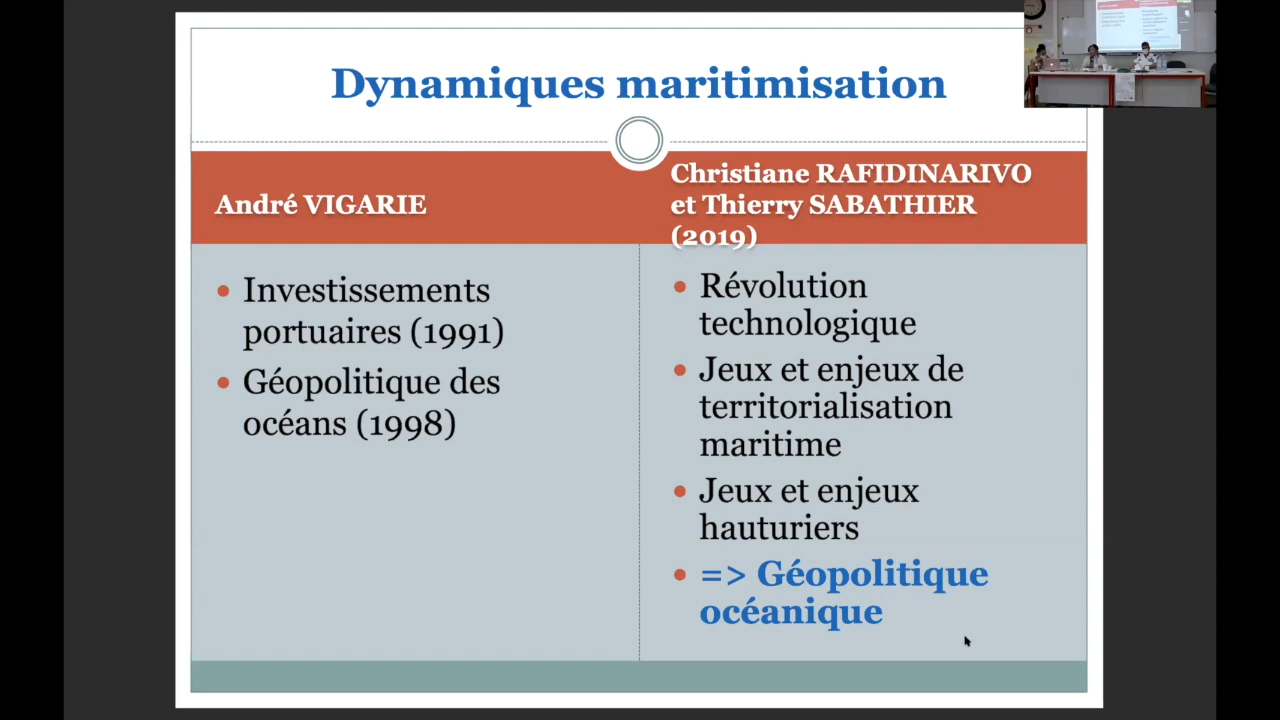 Dynamiques maritimisation
André VIGARIE
Christiane RAFIDINARIVO
et Thierry SABATHIER
(2019)
• Investissements
portuaires (1991)
• Géopolitique des
océans (1998)
• Révolution
technologique
• Jeux et enjeux de
territorialisation
maritime
• Jeux et enjeux
hauturiers
• => Géopolitique
océanique